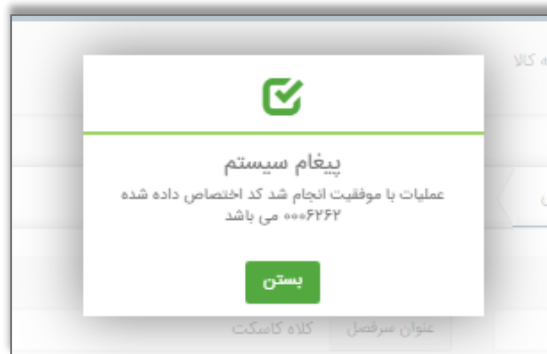 ه کالا
پیغام سیستم
عملیات با موفقیت انجام شد کد اختصاص داده شده
۰۰۰۶۲۶۲ می باشد
بستن
عنوان سرفصل کلاه کاسکت